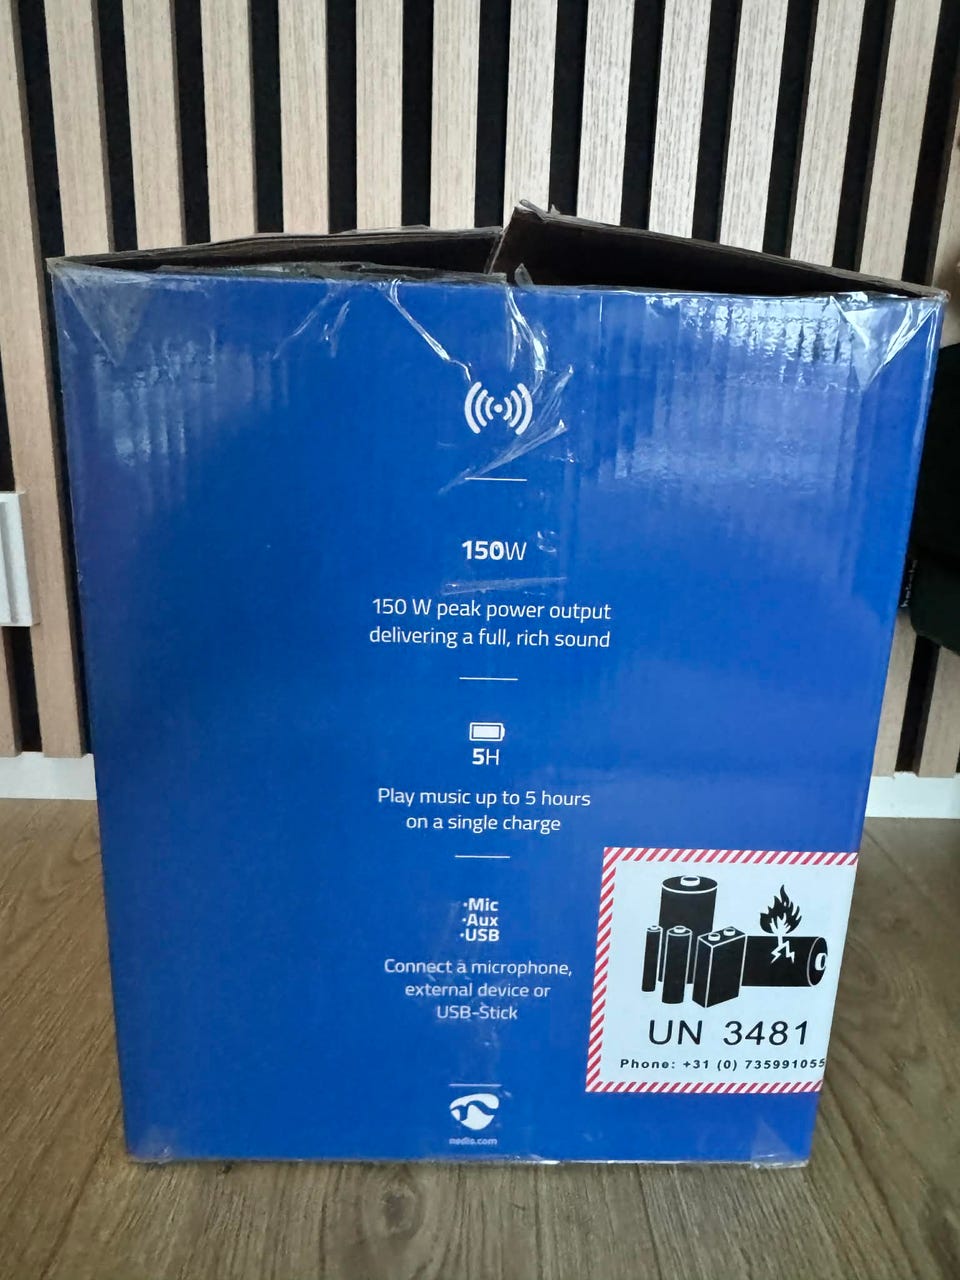 150W
150 W peak power output
delivering a full, rich sound
5H
Play music up to 5 hours
on a single charge
·Mic
·Aux
·USB
Connect a microphone,
external device or
USB-Stick
nedis.com
UN 3481
Phone: +31 (0) 735991055